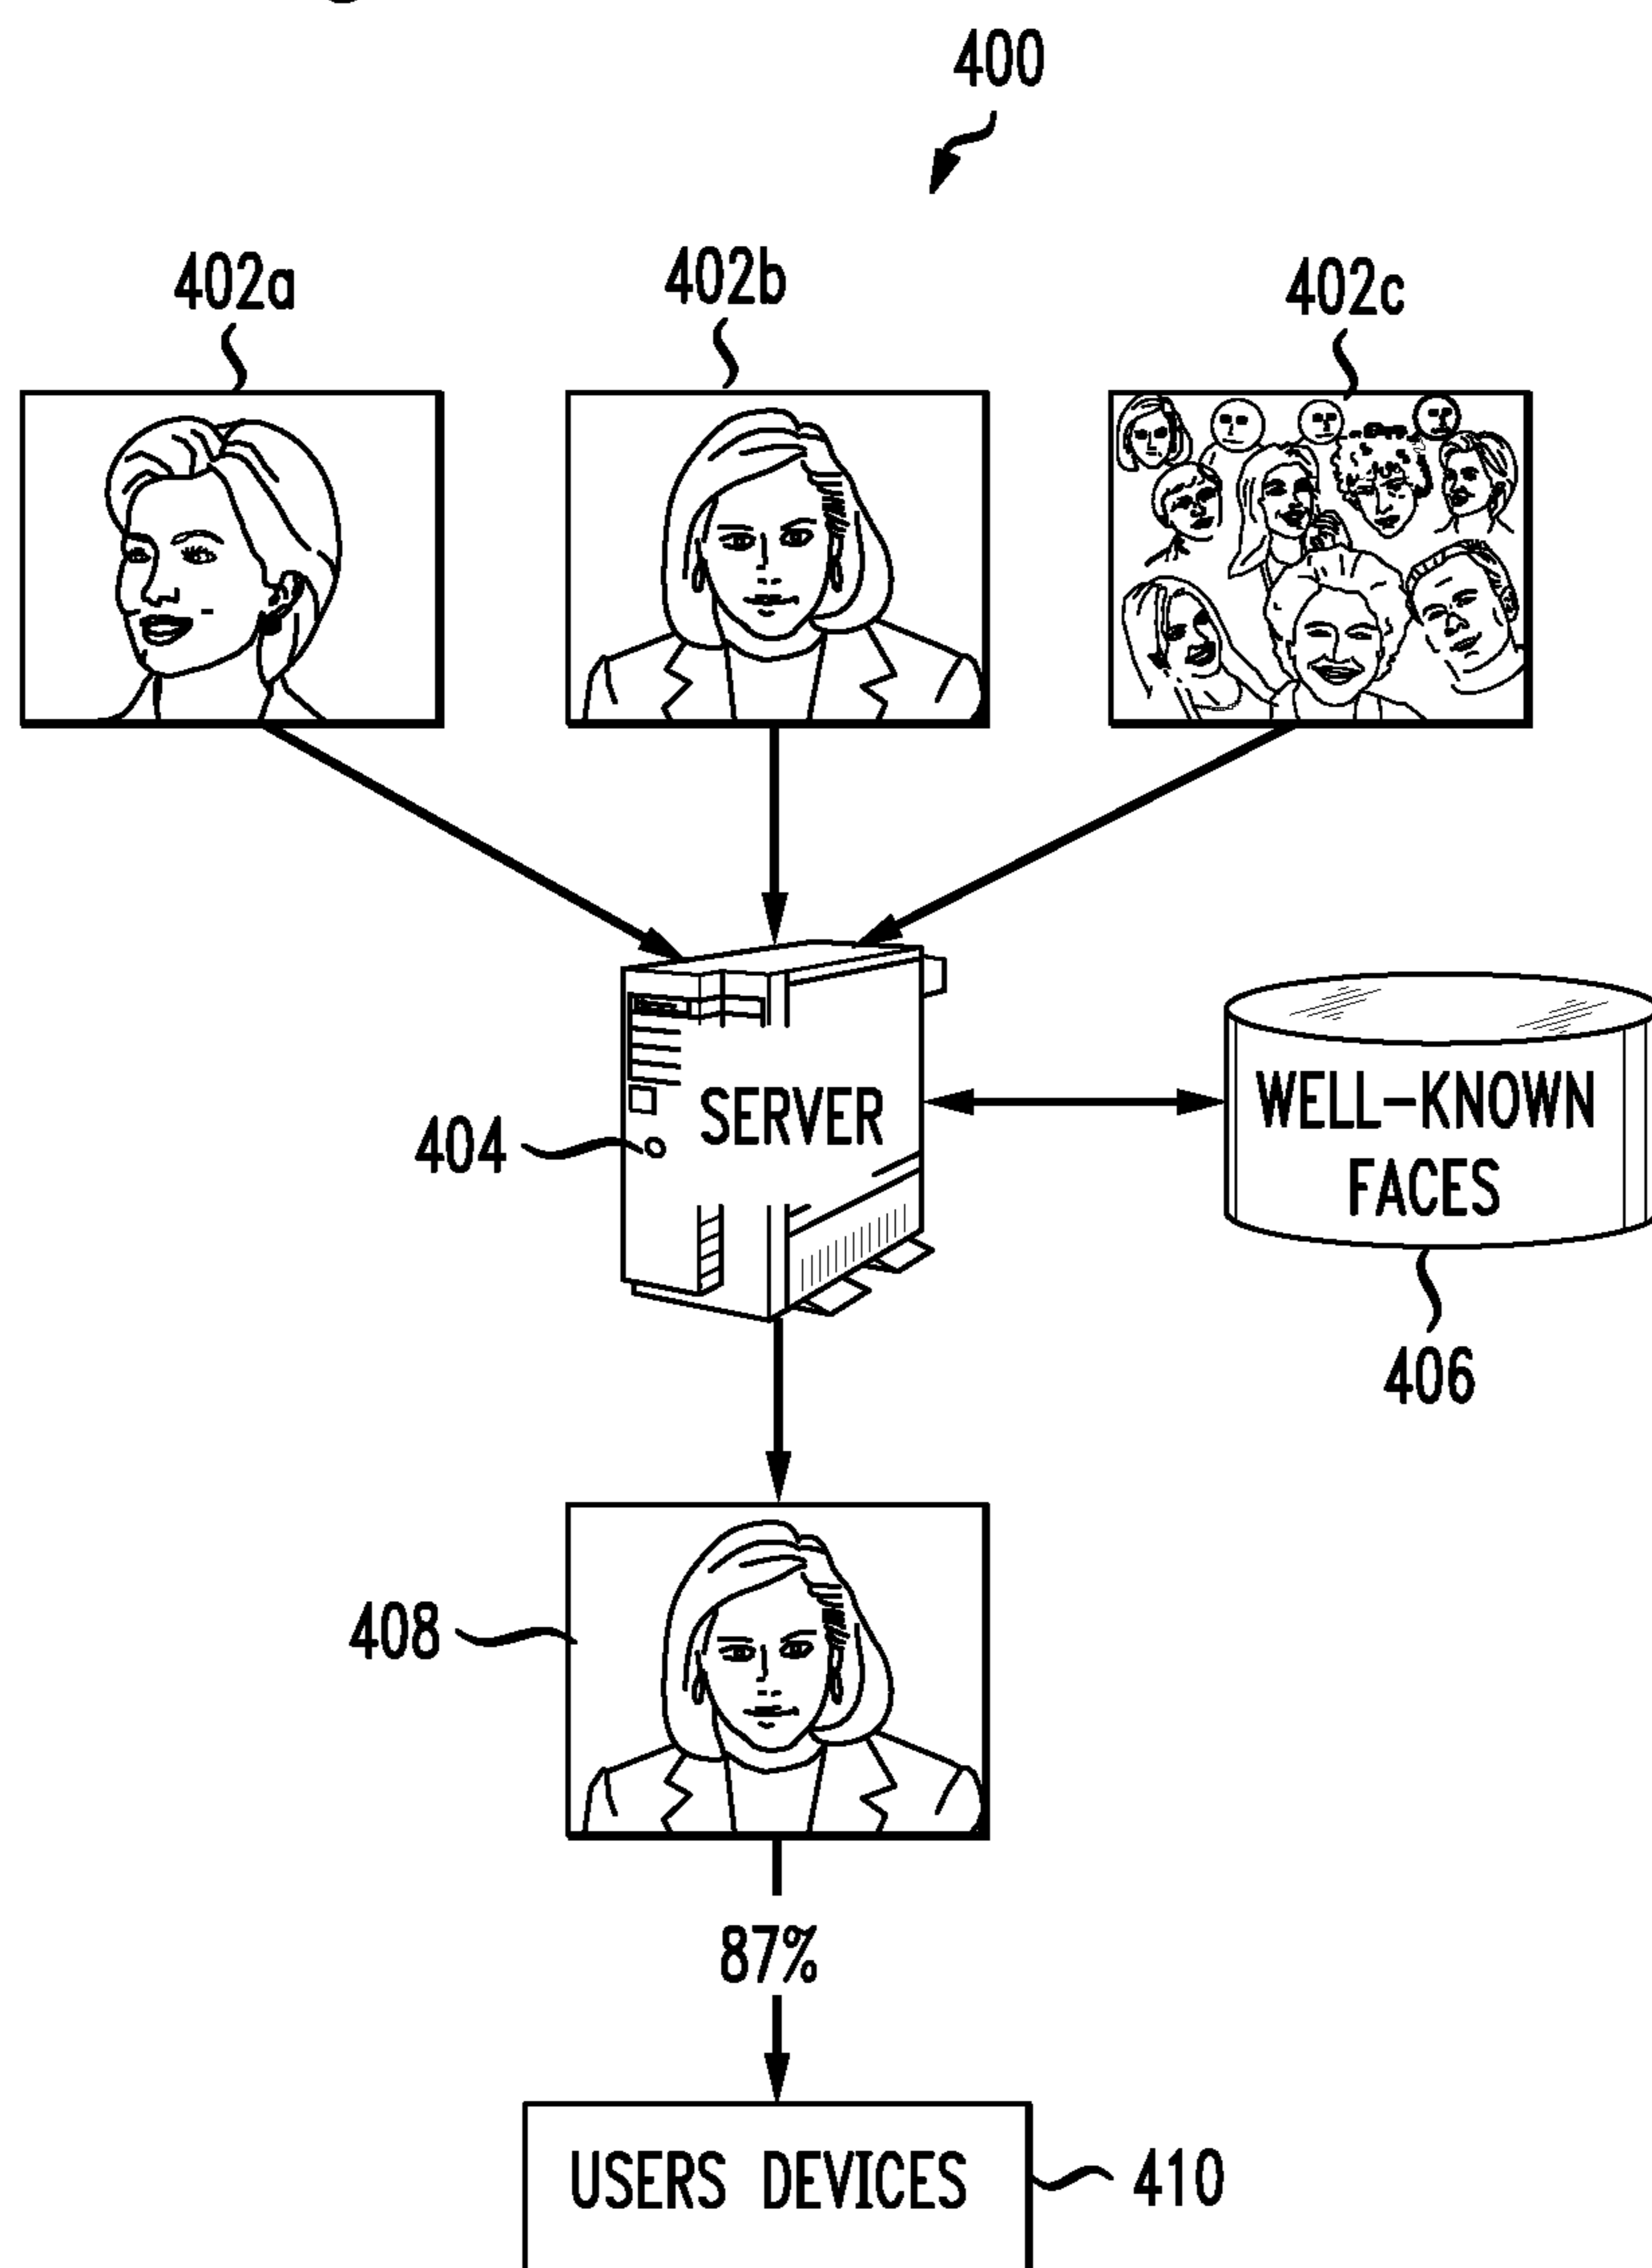 400
402a
402b
402c
SERVER
404
WELL-KNOWN
FACES
406
408
87%
USERS DEVICES
410